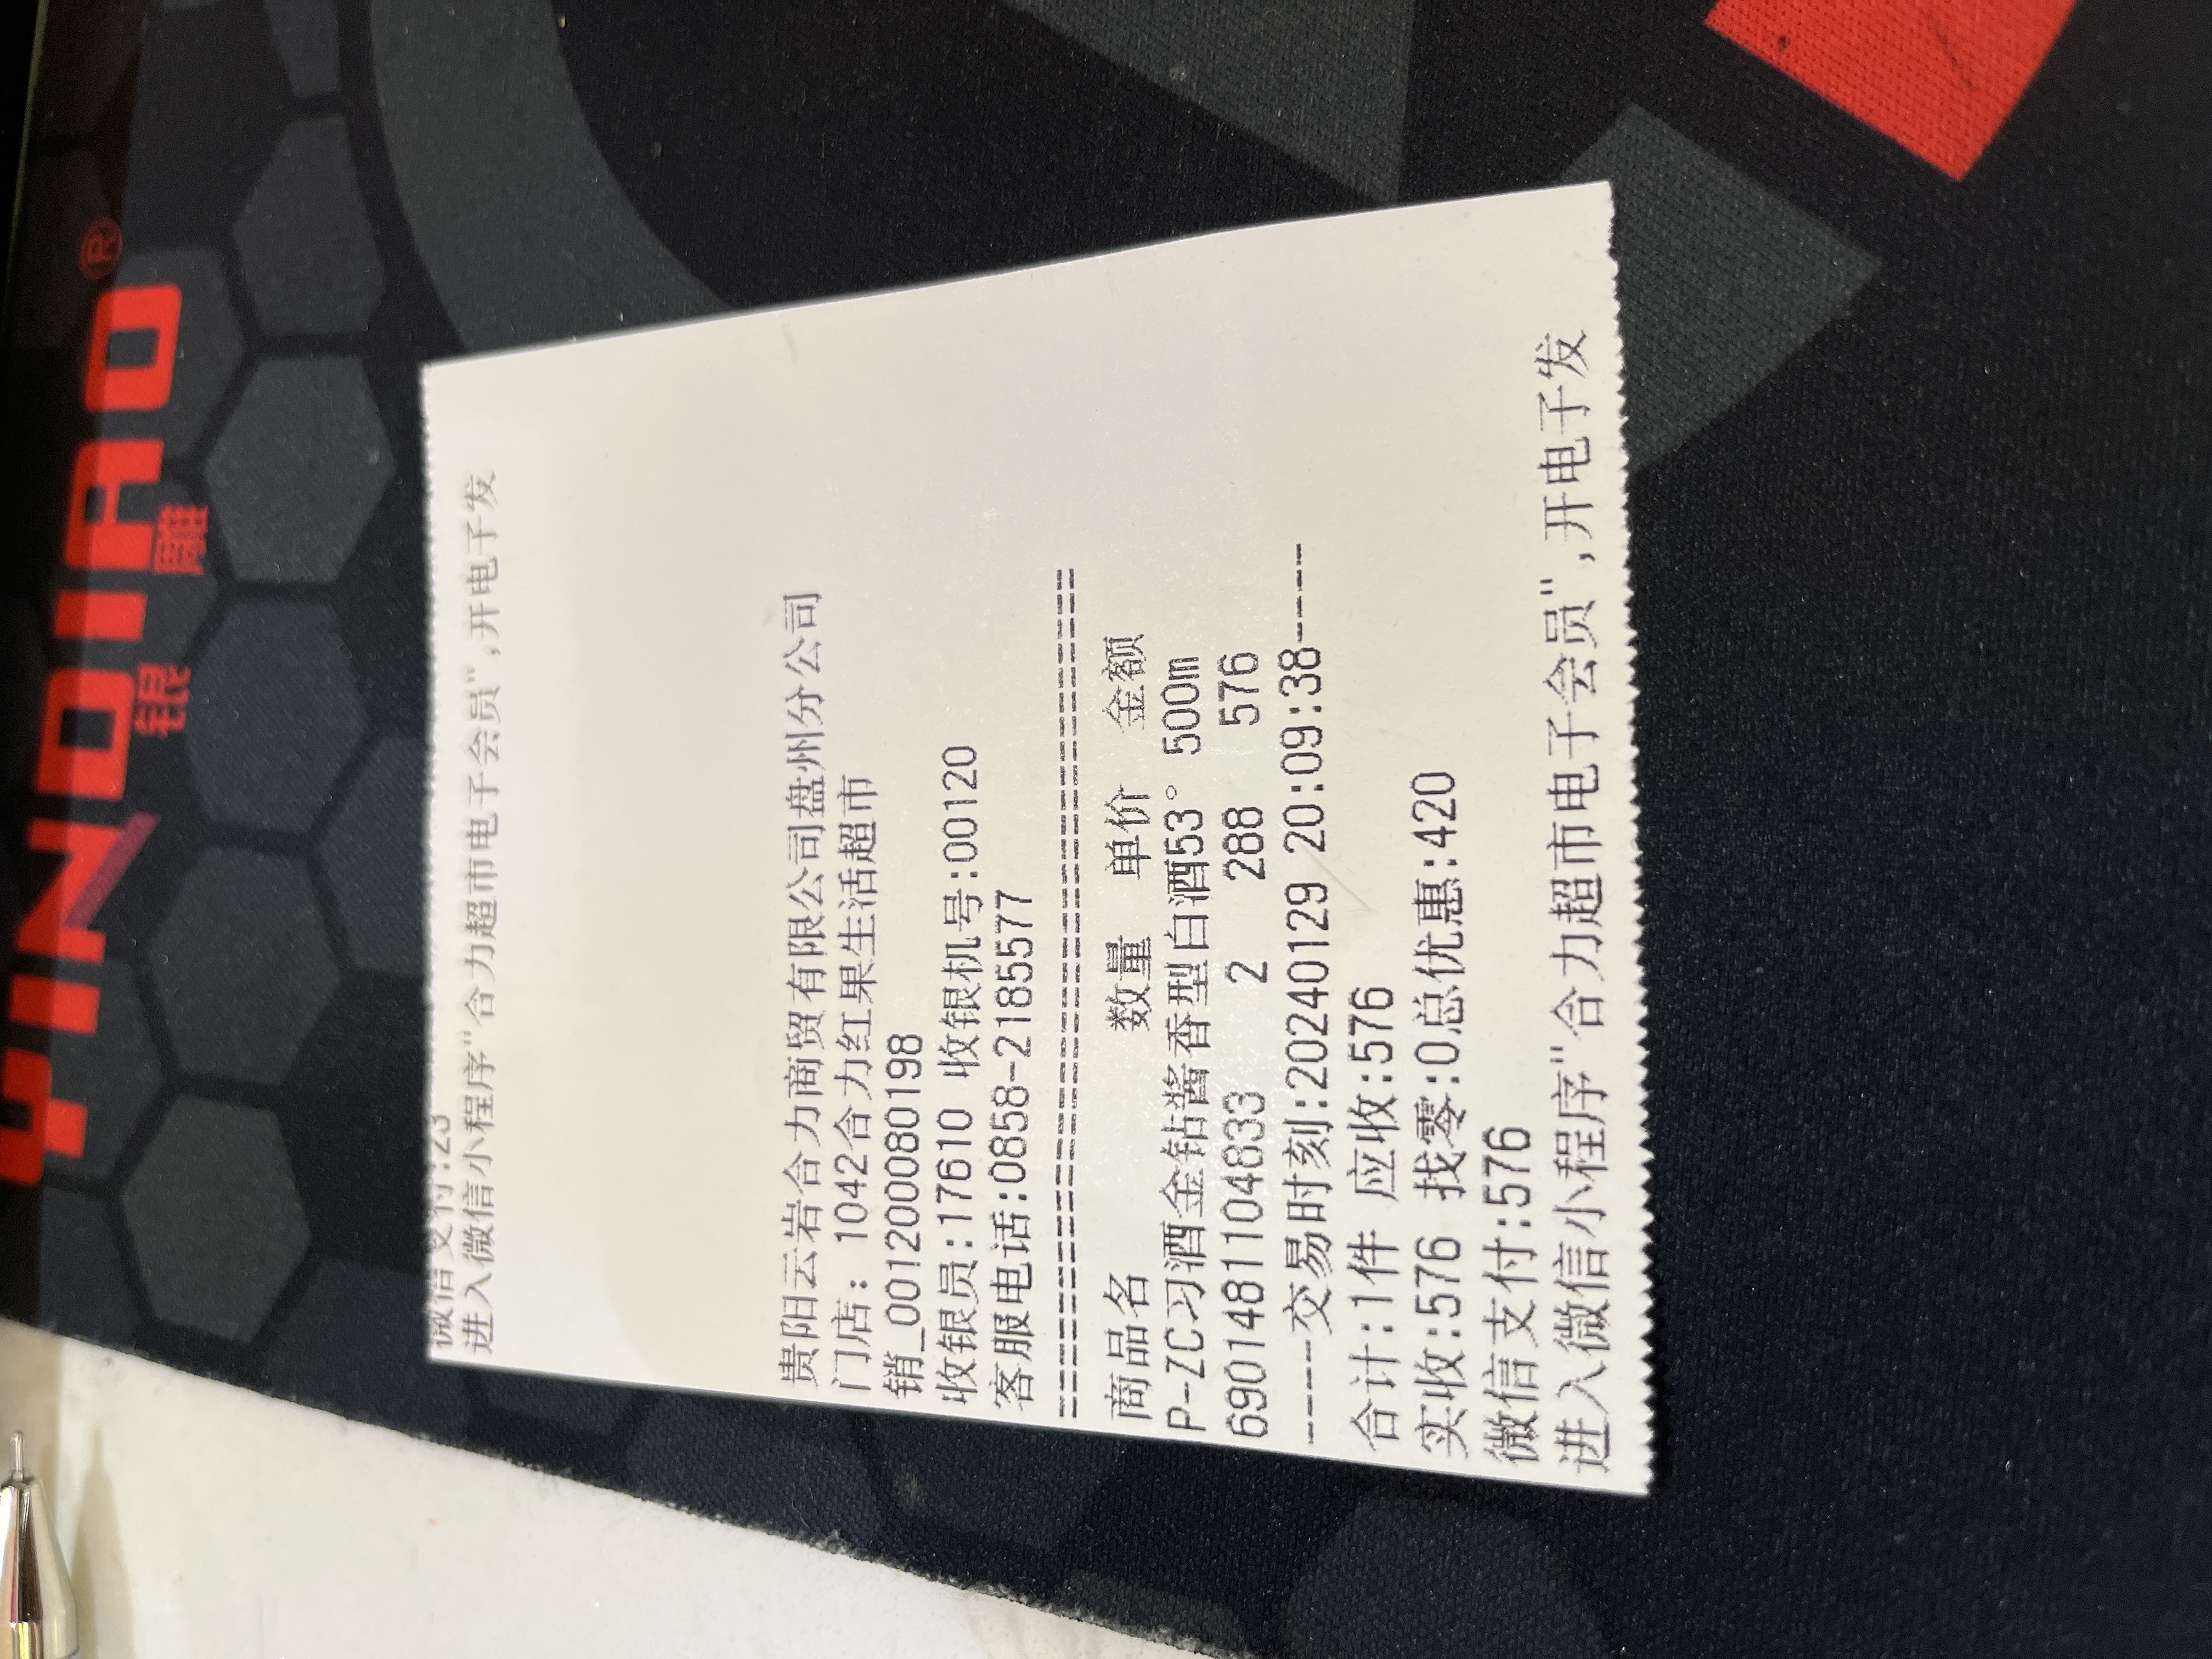 YINDIAO®
银 雕
微信支付:23
进入微信小程序"合力超市电子会员",开电子发
贵阳云岩合力商贸有限公司盘州分公司
门店: 1042合力红果生活超市
销_0012000080198
收银员:17610 收银机号:00120
客服电话:0858-2185577
================================
商品名 数量 单价 金额
P-ZC习酒金钻酱香型白酒53° 500m
6901481104833 2 288 576
----交易时刻:20240129 20:09:38----
合计:1件 应收:576
实收:576 找零:0总优惠:420
微信支付:576
进入微信小程序"合力超市电子会员",开电子发